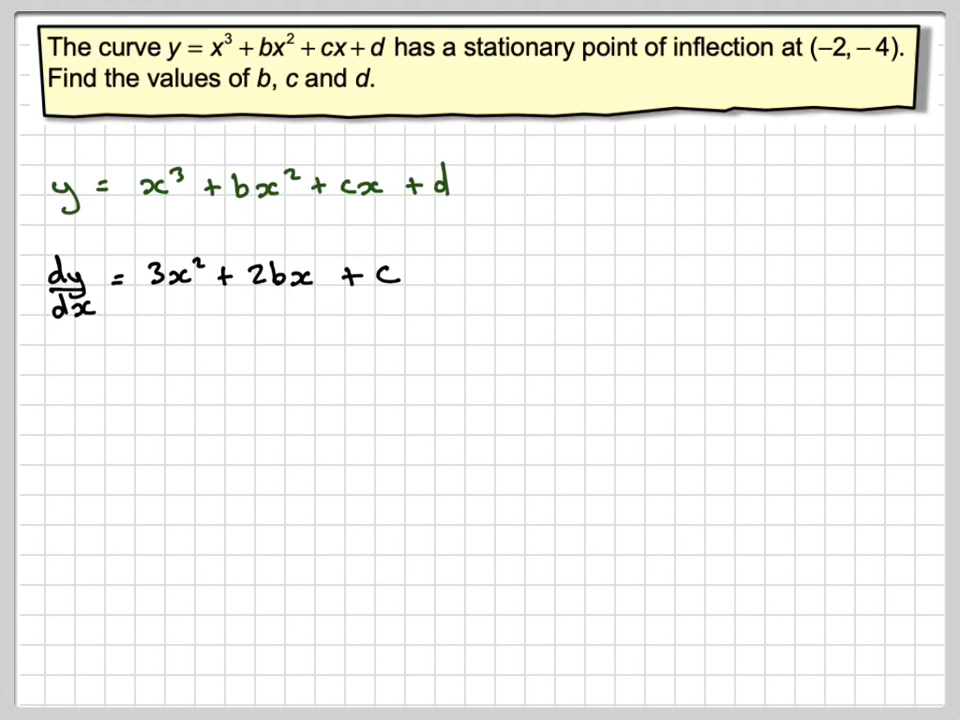 The curve y = x³ + bx² + cx + d has a stationary point of inflection at (−2, − 4).
Find the values of b, c and d.
y = x³ + bx² + cx + d
dy/dx = 3x² + 2bx + c